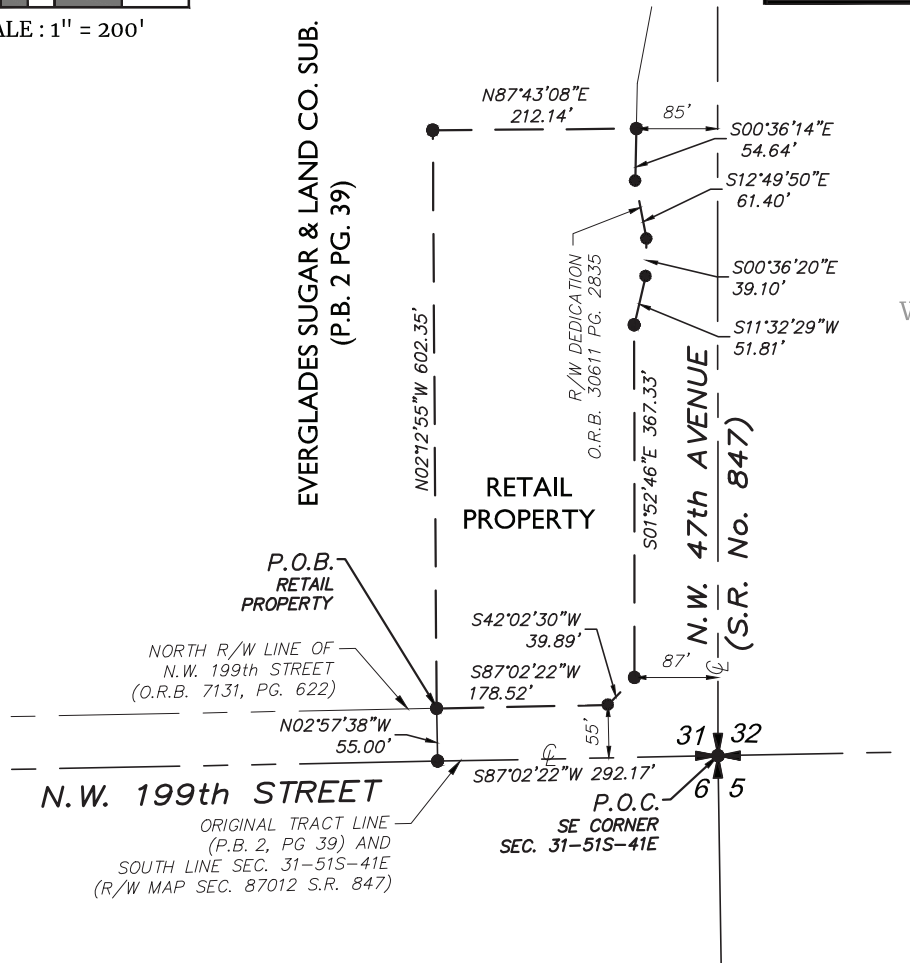 ALE : 1" = 200'
EVERGLADES SUGAR & LAND CO. SUB.
(P.B. 2 PG. 39)
N87°43'08"E
212.14'
85'
S00°36'14"E
54.64'
S12°49'50"E
61.40'
S00°36'20"E
39.10'
S11°32'29"W
51.81'
R/W DEDICATION
O.R.B. 30611 PG. 2835
N02°12'55"W 602.35'
S01°52'46"E 367.33'
N.W. 47th AVENUE
(S.R. No. 847)
RETAIL
PROPERTY
P.O.B.
RETAIL
PROPERTY
S42°02'30"W
39.89'
NORTH R/W LINE OF
N.W. 199th STREET
(O.R.B. 7131, PG. 622)
S87°02'22"W
178.52'
87'
N02°57'38"W
55.00'
55'
31 32
6 5
S87°02'22"W 292.17'
N.W. 199th STREET
P.O.C.
SE CORNER
SEC. 31-51S-41E
ORIGINAL TRACT LINE
(P.B. 2, PG 39) AND
SOUTH LINE SEC. 31-51S-41E
(R/W MAP SEC. 87012 S.R. 847)